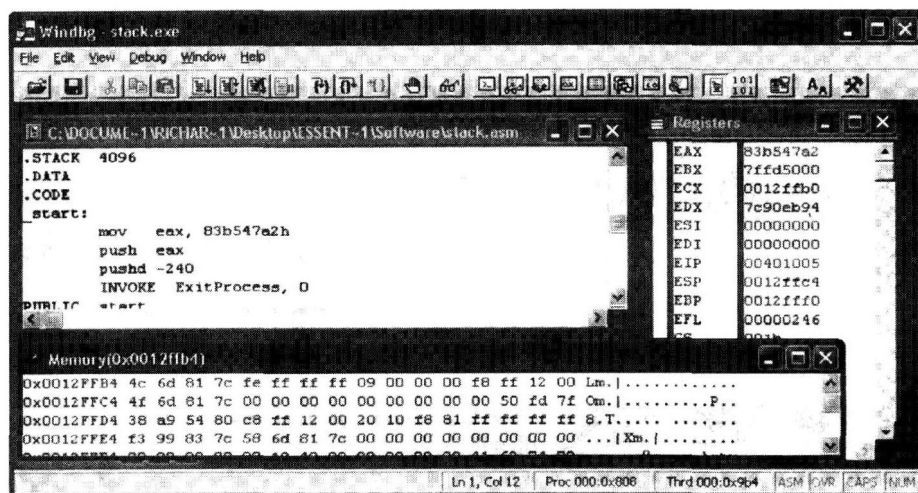 Windbg - stack.exe
File Edit View Debug Window Help
C:\DOCUME~1\RICHAR~1\Desktop\ESSENT~1\Software\stack.asm
.STACK 4096
.DATA
.CODE
_start:
mov eax, 83b547a2h
push eax
pushd -240
INVOKE ExitProcess, 0
PUBLIC _start
Registers
EAX 83b547a2
EBX 7ffd5000
ECX 0012ffb0
EDX 7c90eb94
ESI 00000000
EDI 00000000
EIP 00401005
ESP 0012ffc4
EBP 0012fff0
EFL 00000246
Memory(0x0012ffb4)
0x0012FFB4 4c 6d 81 7c fe ff ff ff 09 00 00 00 f8 ff 12 00 Lm.|............
0x0012FFC4 4f 6d 81 7c 00 00 00 00 00 00 00 00 00 50 fd 7f Om.|.........P..
0x0012FFD4 38 a9 54 80 c8 ff 12 00 20 10 f8 81 ff ff ff ff 8.T..... .......
0x0012FFE4 f3 99 83 7c 58 6d 81 7c 00 00 00 00 00 00 00 00 ...|Xm.|........
Ln 1, Col 12 Proc 000:0x808 Thrd 000:0x9b4 ASM OVR CAPS NUM